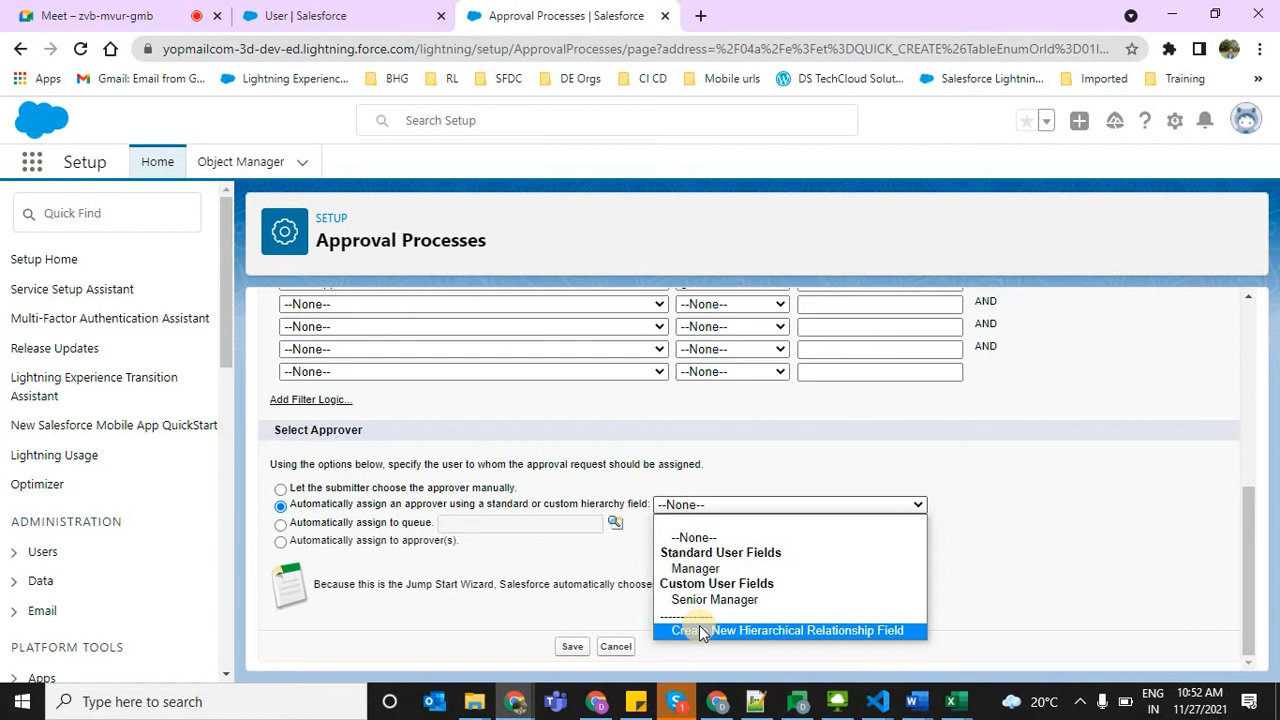 Meet – zvb-mvur-gmb
User | Salesforce
Approval Processes | Salesforce
yopmailcom-3d-dev-ed.lightning.force.com/lightning/setup/ApprovalProcesses/page?address=%2F04a%2Fe%3Fet%3DQUICK_CREATE%26TableEnumOrId%3D01I...
Apps
Gmail: Email from G...
Lightning Experienc...
BHG
RL
SFDC
DE Orgs
CI CD
Mobile urls
DS TechCloud Solut...
Salesforce Lightnin...
Imported
Training
Search Setup
Setup
Home
Object Manager
Quick Find
SETUP
Approval Processes
Setup Home
Service Setup Assistant
Multi-Factor Authentication Assistant
Release Updates
Lightning Experience Transition
Assistant
New Salesforce Mobile App QuickStart
Lightning Usage
Optimizer
ADMINISTRATION
Users
Data
Email
PLATFORM TOOLS
Apps
--None-- --None-- AND
--None-- --None-- AND
--None-- --None-- AND
--None-- --None--
Add Filter Logic...
Select Approver
Using the options below, specify the user to whom the approval request should be assigned.
Let the submitter choose the approver manually.
Automatically assign an approver using a standard or custom hierarchy field: --None--
Automatically assign to queue.
Automatically assign to approver(s).
Because this is the Jump Start Wizard, Salesforce automatically choose
--None--
Standard User Fields
Manager
Custom User Fields
Senior Manager
--------------
Create New Hierarchical Relationship Field
Save Cancel
Type here to search
1
20°C
ENG
IN
10:52 AM
11/27/2021